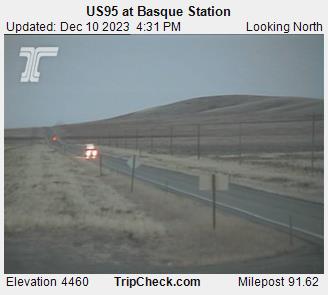 US95 at Basque Station
Updated: Dec 10 2023 4:31 PM Looking North
Elevation 4460 TripCheck.com Milepost 91.62